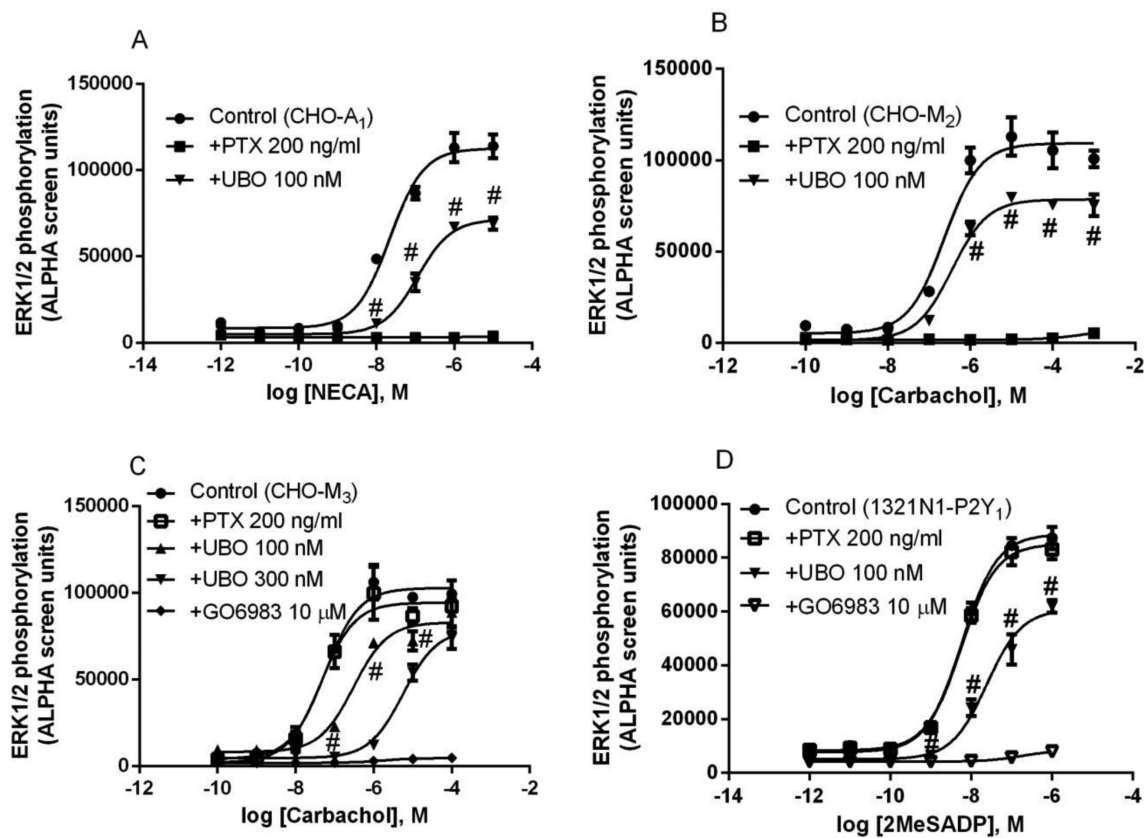 A
ERK1/2 phosphorylation
(ALPHA screen units)
150000
100000
50000
0
Control (CHO-A₁)
+PTX 200 ng/ml
+UBO 100 nM
# # # #
-14 -12 -10 -8 -6 -4
log [NECA], M
B
ERK1/2 phosphorylation
(ALPHA screen units)
150000
100000
50000
0
Control (CHO-M₂)
+PTX 200 ng/ml
+UBO 100 nM
# # # #
-12 -10 -8 -6 -4 -2
log [Carbachol], M
C
ERK1/2 phosphorylation
(ALPHA screen units)
150000
100000
50000
0
Control (CHO-M₃)
+PTX 200 ng/ml
+UBO 100 nM
+UBO 300 nM
+GO6983 10 µM
# # #
-12 -10 -8 -6 -4 -2
log [Carbachol], M
D
ERK1/2 phosphorylation
(ALPHA screen units)
100000
80000
60000
40000
20000
0
Control (1321N1-P2Y₁)
+PTX 200 ng/ml
+UBO 100 nM
+GO6983 10 µM
# # # #
-14 -12 -10 -8 -6 -4
log [2MeSADP], M